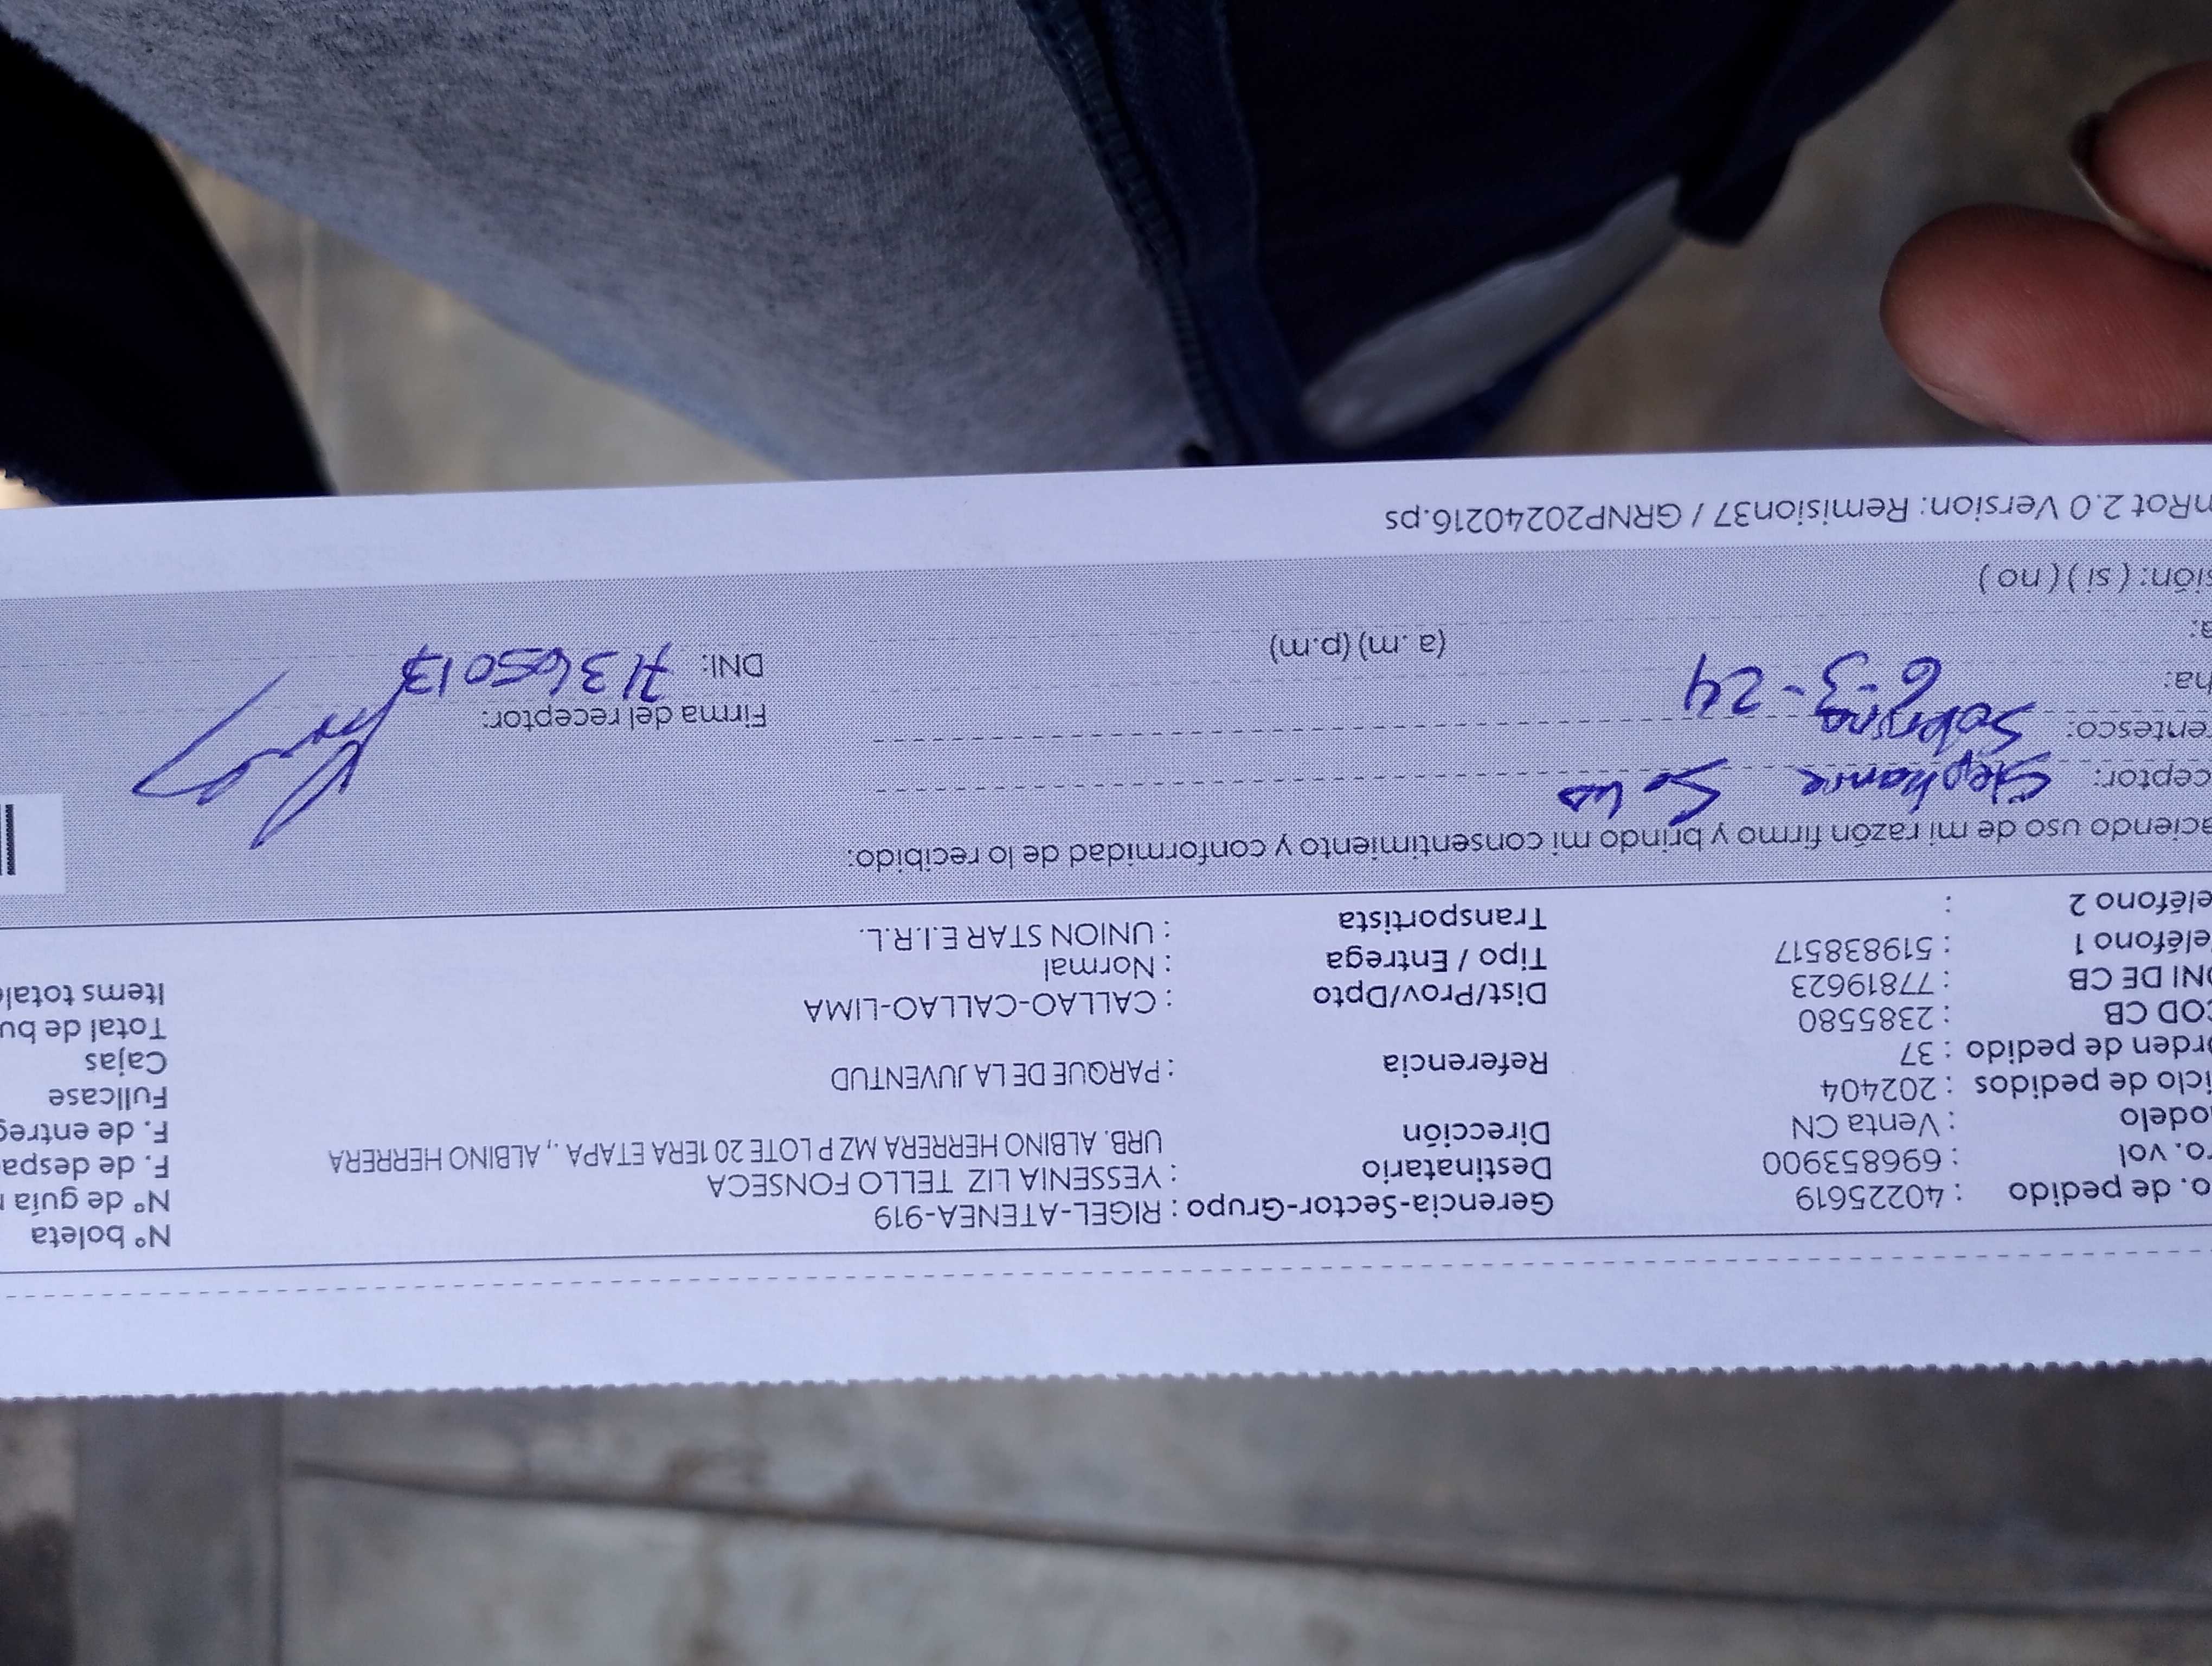 o. de pedido : 40225619 Gerencia-Sector-Grupo : RIGEL-ATENEA-919 Nº boleta
ro. vol : 696853900 Destinatario : YESSENIA LIZ TELLO FONSECA Nº de guía
odelo : Venta CN Dirección URB. ALBINO HERRERA MZ P LOTE 20 1ERA ETAPA ., ALBINO HERRERA F. de despa
iclo de pedidos : 202404 F. de entreg
rden de pedido : 37 Referencia : PARQUE DE LA JUVENTUD Fullcase
COD CB : 2385580 Cajas
DNI DE CB : 77819623 Dist/Prov/Dpto : CALLAO-CALLAO-LIMA Total de bu
eléfono 1 : 519838517 Tipo / Entrega : Normal Items total
eléfono 2 : Transportista : UNION STAR E.I.R.L.
aciendo uso de mi razón firmo y brindo mi consentimiento y conformidad de lo recibido:
ceptor: Stephanie
entesco: Sobrina Firma del receptor:
ha: 6-3-24 DNI: 71365017
a: (a.m) (p.m)
sión: ( si ) ( no )
nRot 2.0 Version: Remision37 / GRNP20240216.ps